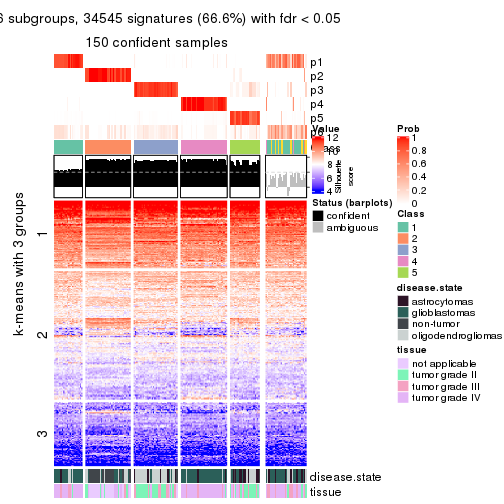 6 subgroups, 34545 signatures (66.6%) with fdr < 0.05
150 confident samples
p1
p2
p3
p4
p5
k-means with 3 groups
1
2
3
Value
12
10
8
6
4
Silhouette
score
Status (barplots)
confident
ambiguous
Prob
1
0.8
0.6
0.4
0.2
0
Class
1
2
3
4
5
disease.state
astrocytomas
glioblastomas
non-tumor
oligodendrogliomas
tissue
not applicable
tumor grade II
tumor grade III
tumor grade IV
disease.state
tissue